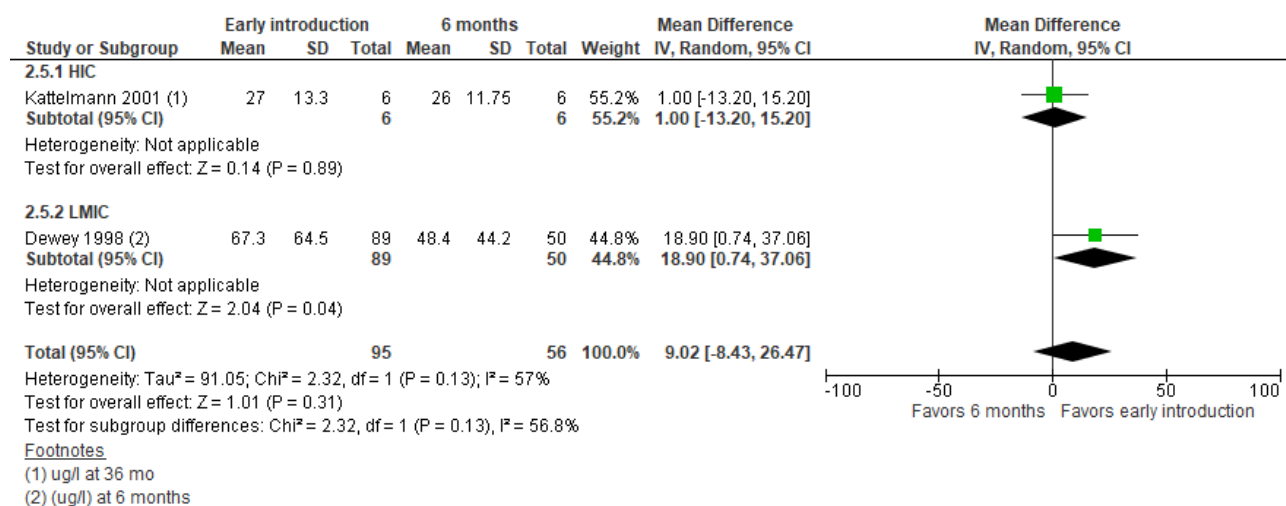 Early introduction 6 months Mean Difference Mean Difference
Study or Subgroup Mean SD Total Mean SD Total Weight IV, Random, 95% CI IV, Random, 95% CI
2.5.1 HIC
Kattelmann 2001 (1) 27 13.3 6 26 11.75 6 55.2% 1.00 [-13.20, 15.20]
Subtotal (95% CI) 6 6 55.2% 1.00 [-13.20, 15.20]
Heterogeneity: Not applicable
Test for overall effect: Z = 0.14 (P = 0.89)
2.5.2 LMIC
Dewey 1998 (2) 67.3 64.5 89 48.4 44.2 50 44.8% 18.90 [0.74, 37.06]
Subtotal (95% CI) 89 50 44.8% 18.90 [0.74, 37.06]
Heterogeneity: Not applicable
Test for overall effect: Z = 2.04 (P = 0.04)
Total (95% CI) 95 56 100.0% 9.02 [-8.43, 26.47]
Heterogeneity: Tau² = 91.05; Chi² = 2.32, df = 1 (P = 0.13); I² = 57%
Test for overall effect: Z = 1.01 (P = 0.31)
Test for subgroup differences: Chi² = 2.32, df = 1 (P = 0.13), I² = 56.8%
-100 -50 0 50 100
Favors 6 months Favors early introduction
Footnotes
(1) ug/l at 36 mo
(2) (ug/l) at 6 months